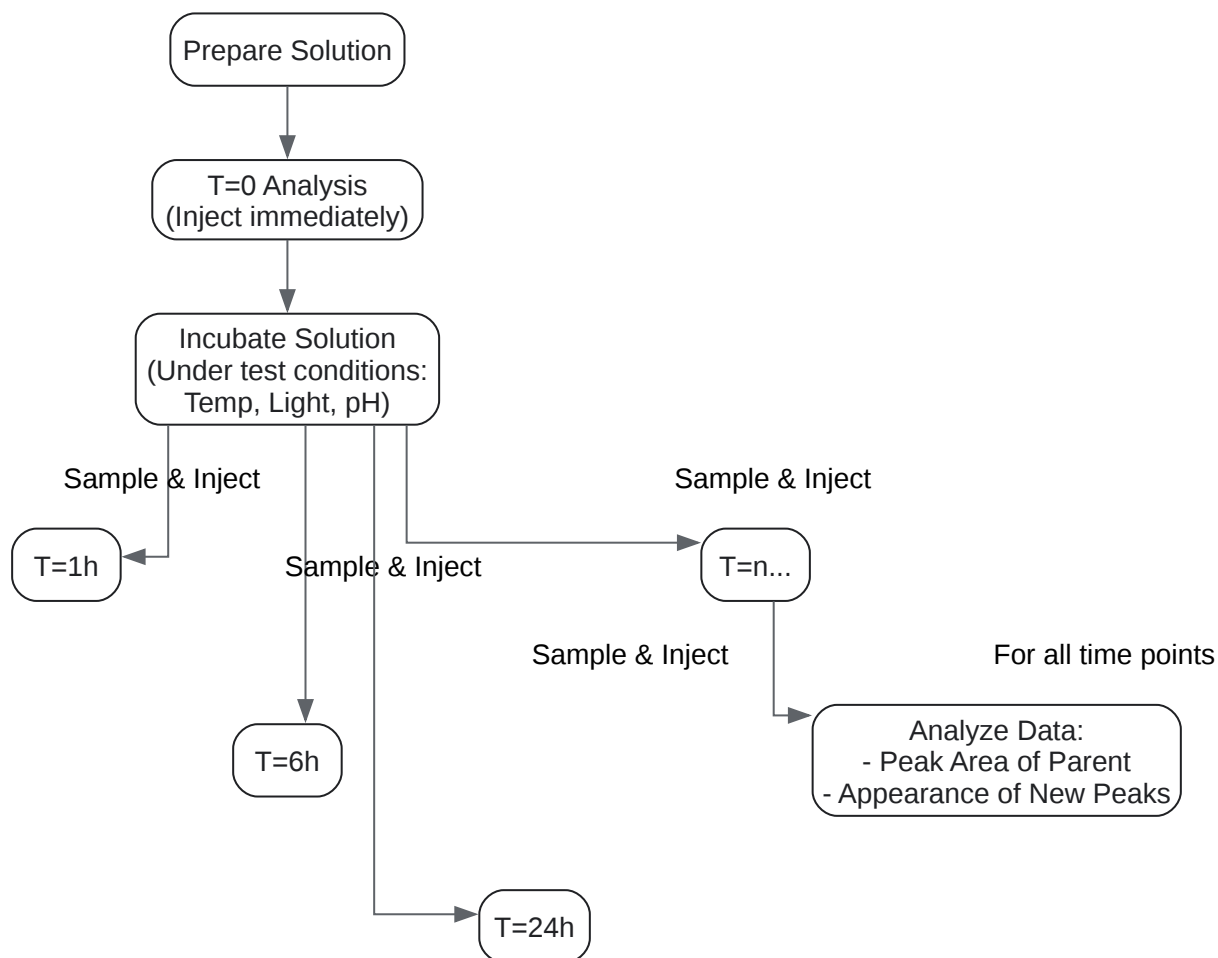 Prepare Solution
T=0 Analysis
(Inject immediately)
Incubate Solution
(Under test conditions:
Temp, Light, pH)
Sample & Inject
Sample & Inject
T=1h
Sample & Inject
T=n...
Sample & Inject
For all time points
T=6h
Analyze Data:
- Peak Area of Parent
- Appearance of New Peaks
T=24h